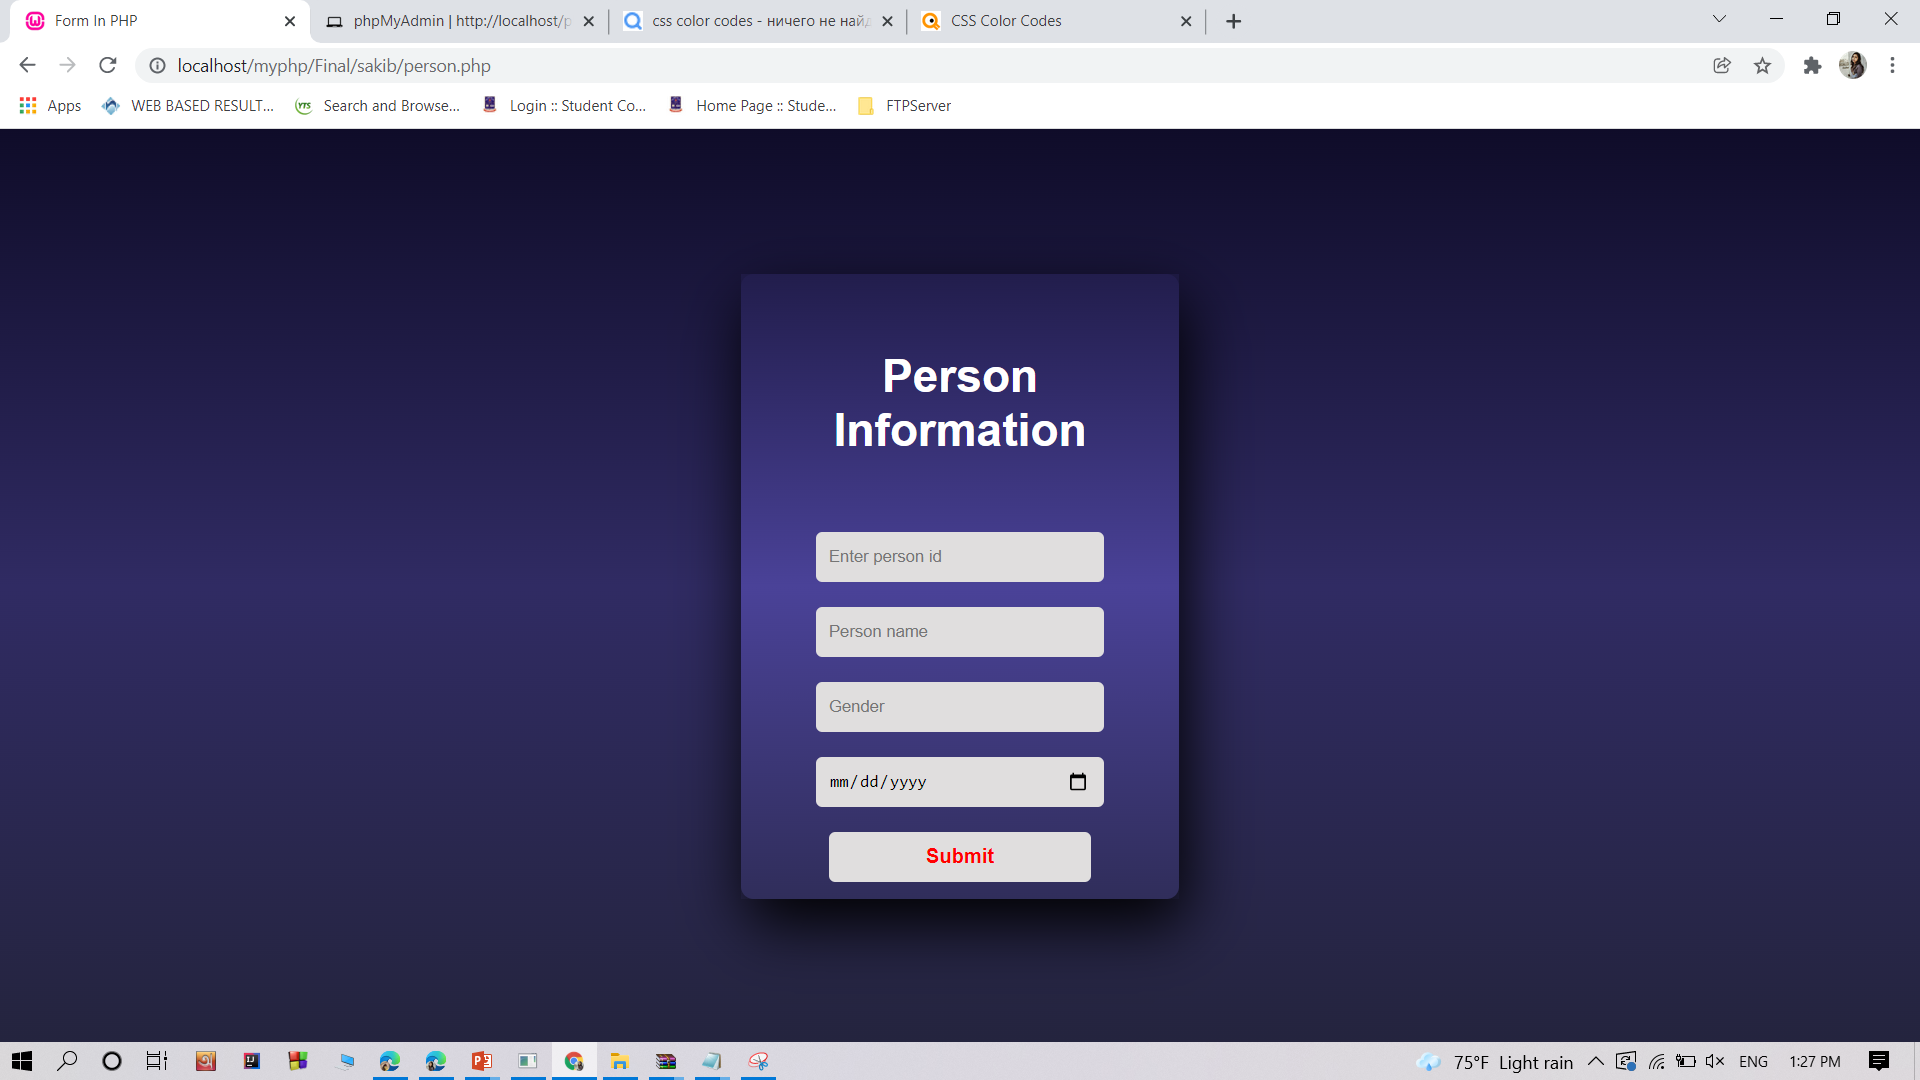 Form In PHP
phpMyAdmin | http://localhost/p
css color codes - ничего не найд
CSS Color Codes
localhost/myphp/Final/sakib/person.php
Apps
WEB BASED RESULT...
YTS
Search and Browse...
Login :: Student Co...
Home Page :: Stude...
FTPServer
Person
Information
Enter person id
Person name
Gender
mm/dd/yyyy
Submit
75°F Light rain
ENG
1:27 PM